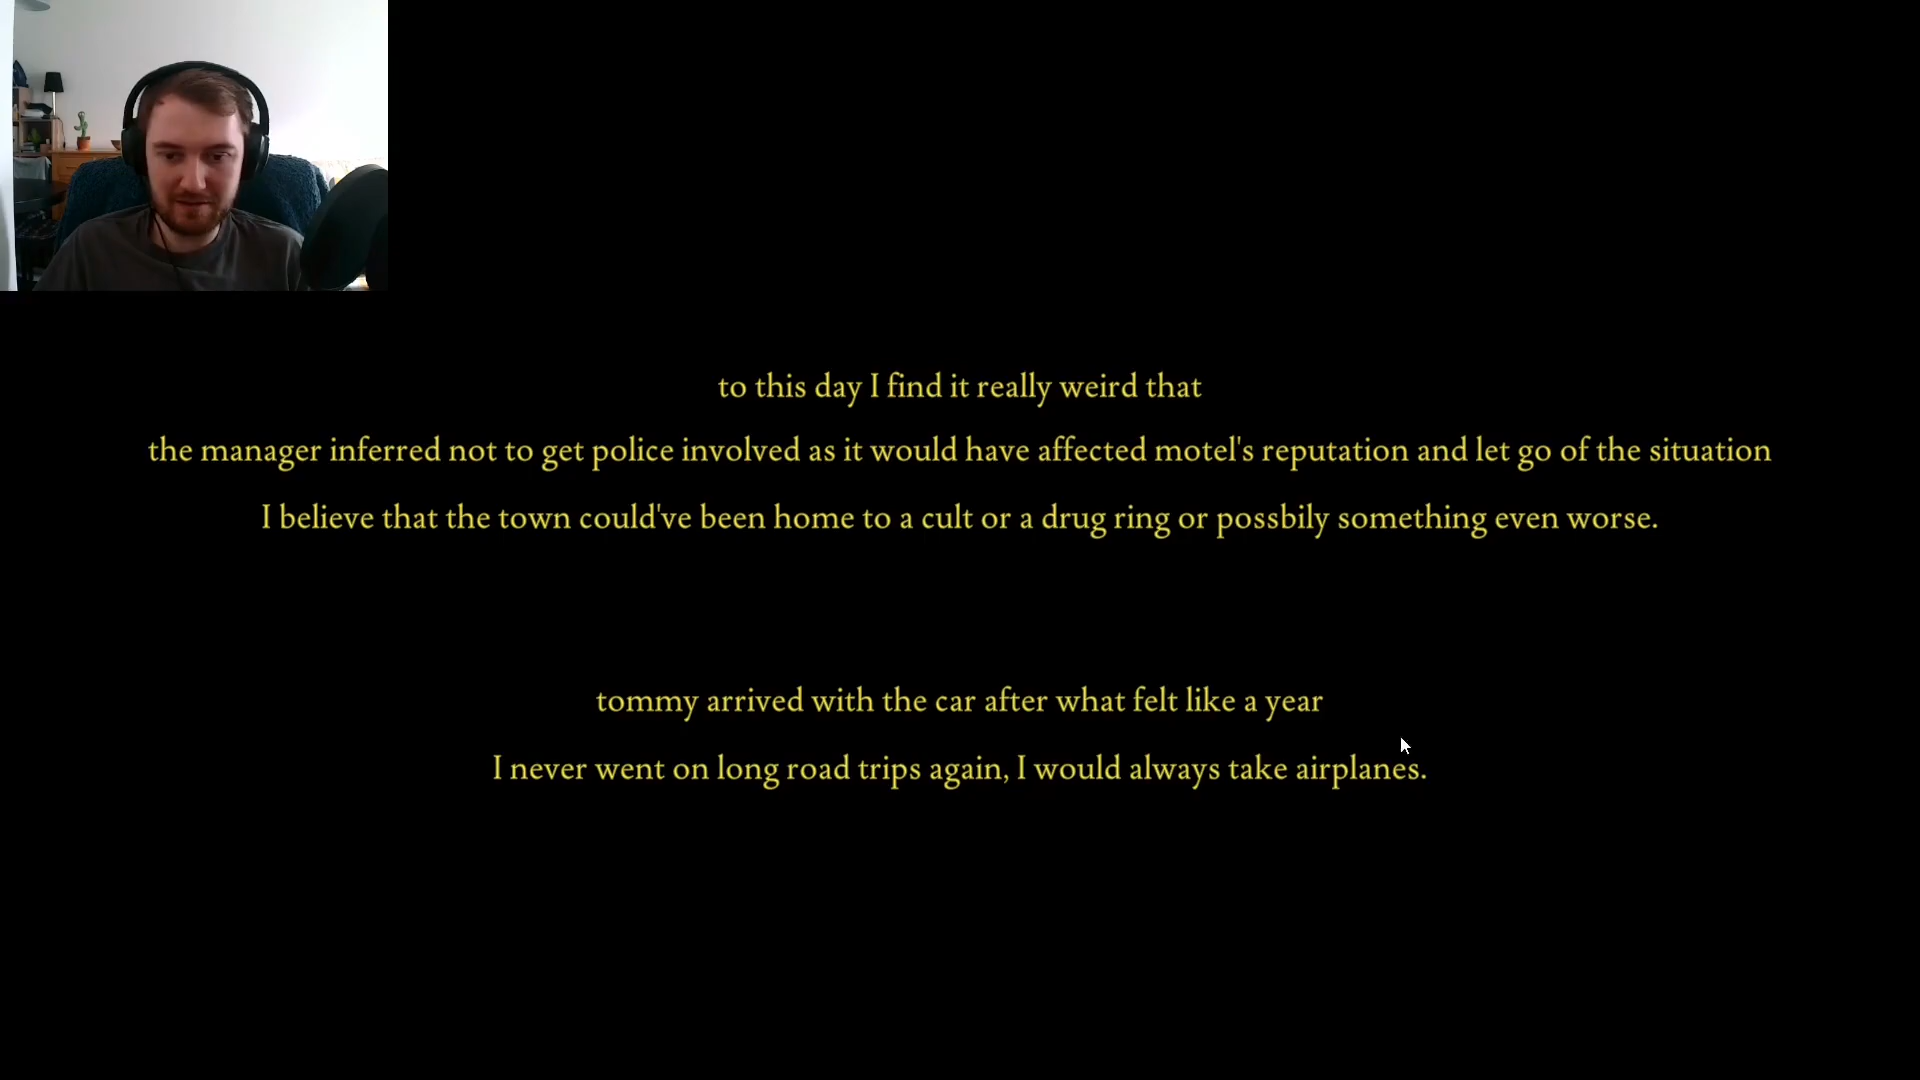 to this day I find it really weird that
the manager inferred not to get police involved as it would have affected motel's reputation and let go of the situation
I believe that the town could've been home to a cult or a drug ring or possbily something even worse.
tommy arrived with the car after what felt like a year
I never went on long road trips again, I would always take airplanes.